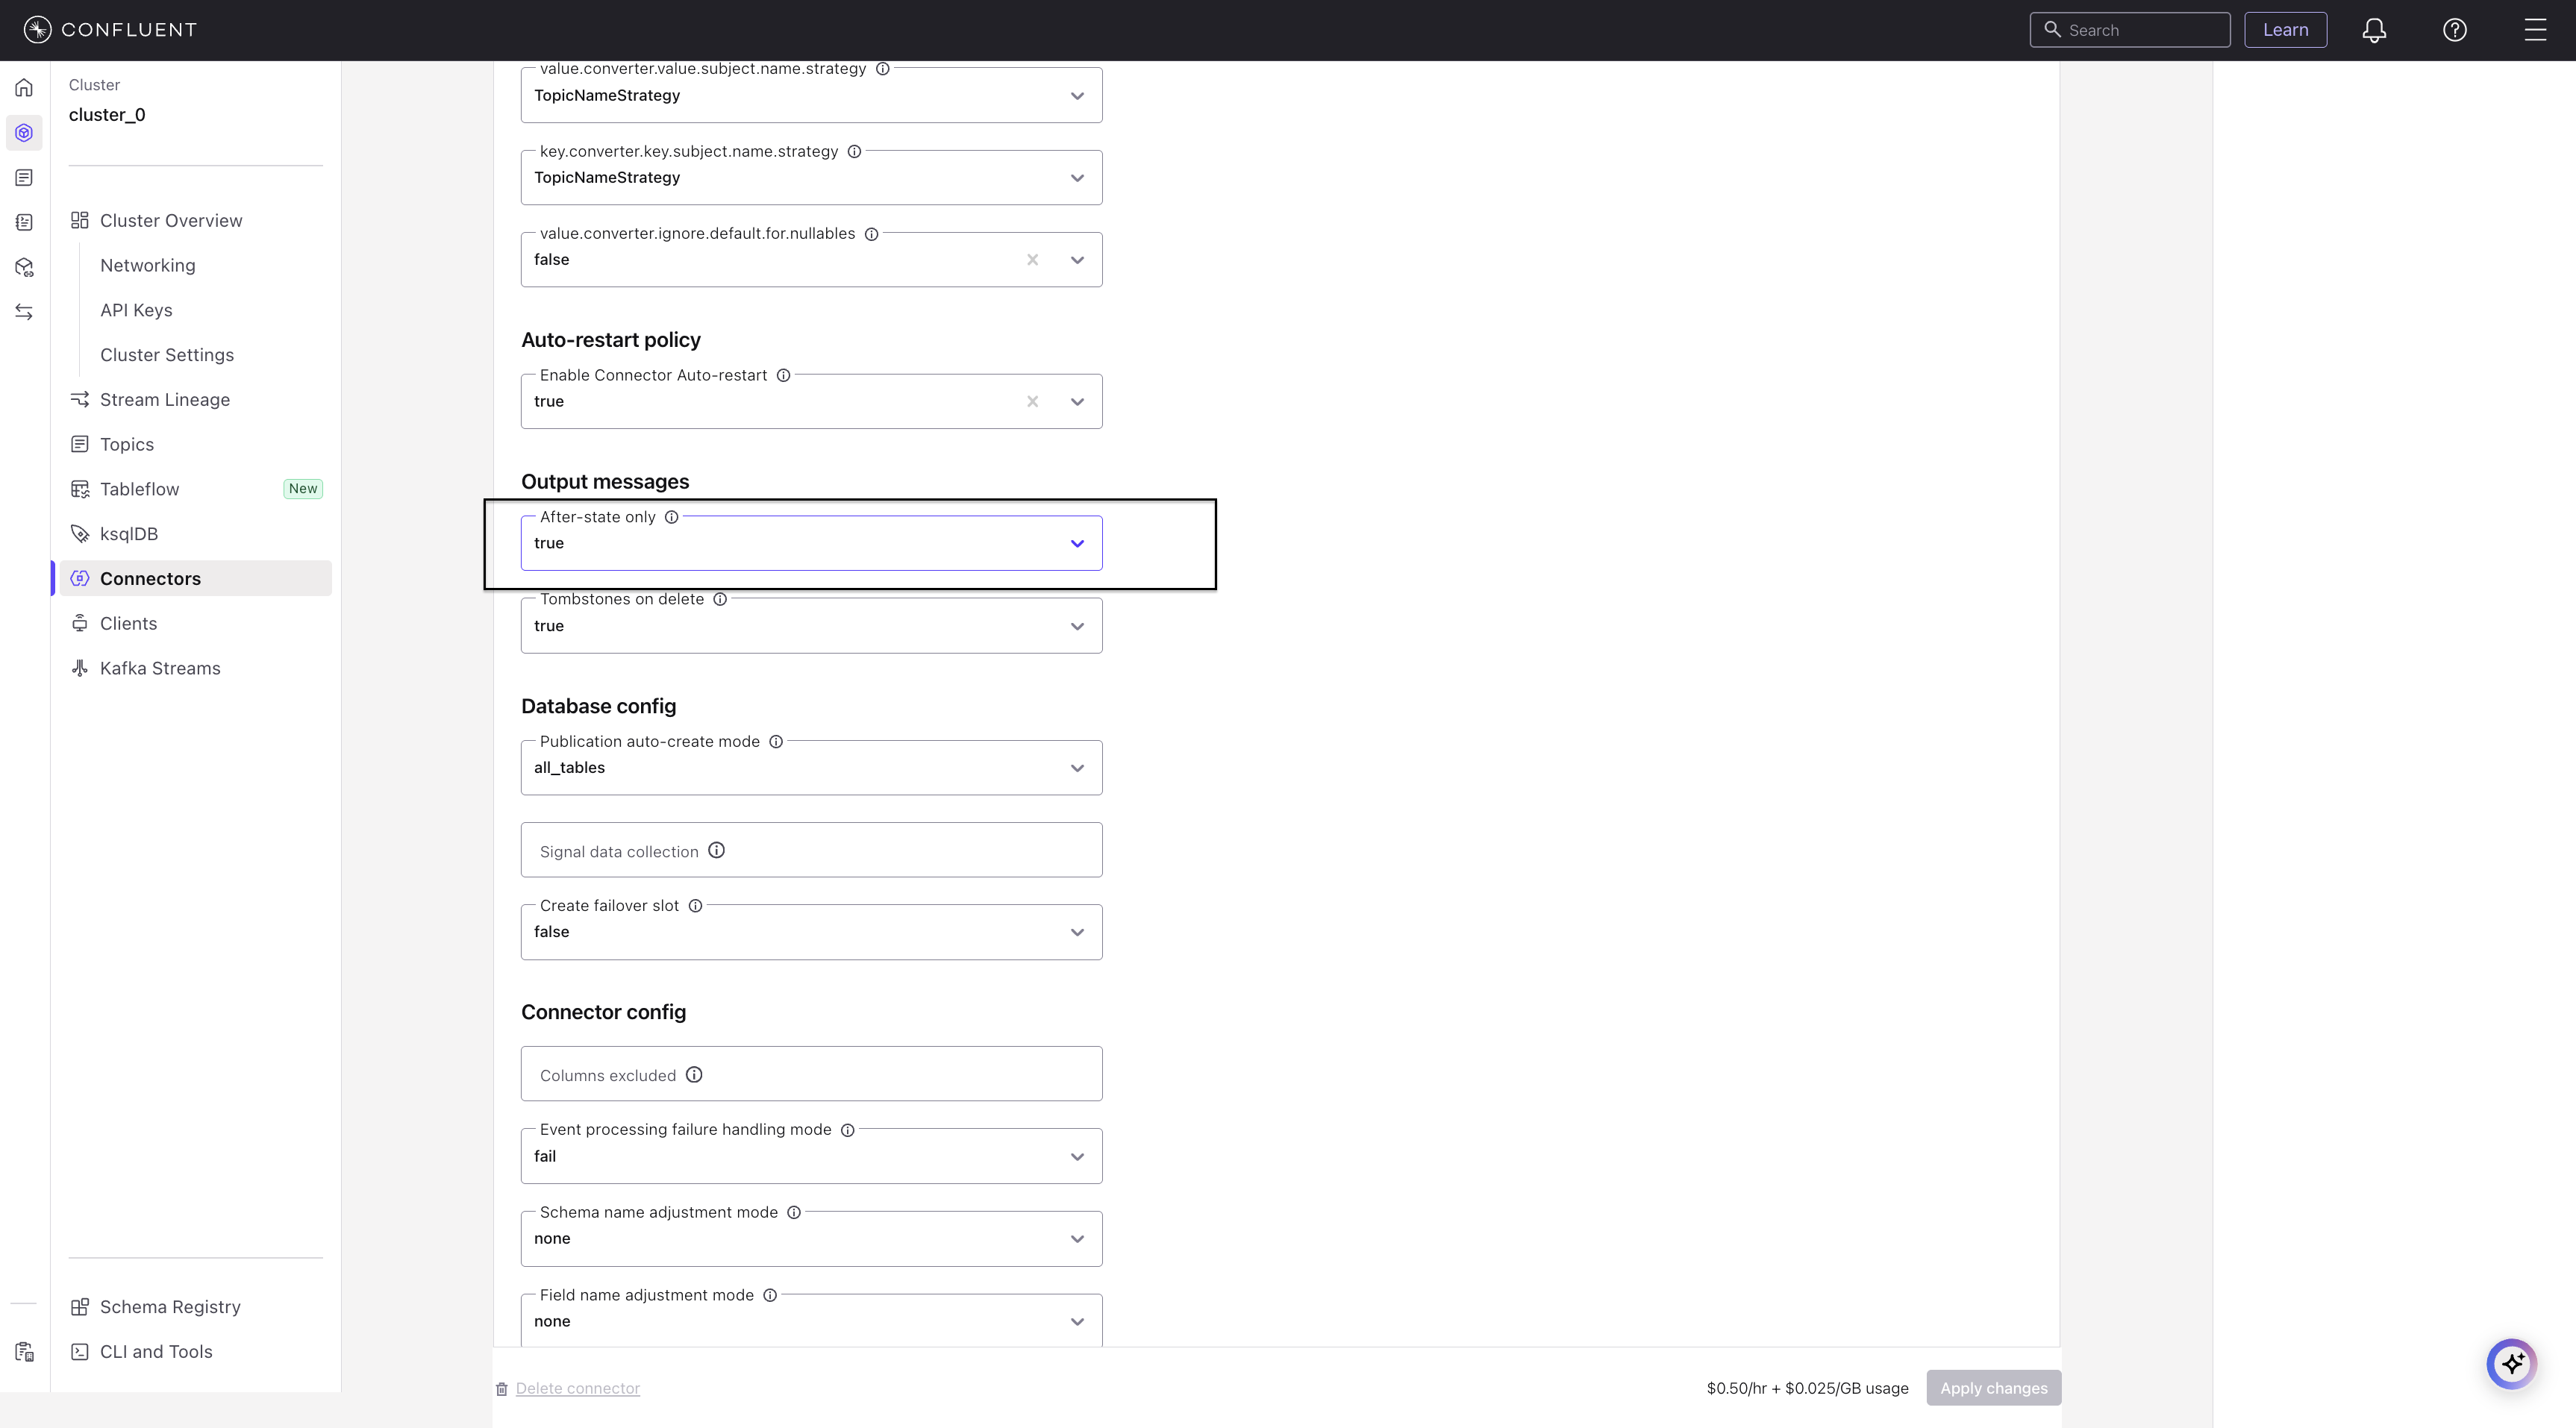 CONFLUENT
Search
Learn
Cluster
cluster_0
Cluster Overview
Networking
API Keys
Cluster Settings
Stream Lineage
Topics
Tableflow
New
ksqlDB
Connectors
Clients
Kafka Streams
Schema Registry
CLI and Tools
value.converter.value.subject.name.strategy
TopicNameStrategy
key.converter.key.subject.name.strategy
TopicNameStrategy
value.converter.ignore.default.for.nullables
false
Auto-restart policy
Enable Connector Auto-restart
true
Output messages
After-state only
true
Tombstones on delete
true
Database config
Publication auto-create mode
all_tables
Signal data collection
Create failover slot
false
Connector config
Columns excluded
Event processing failure handling mode
fail
Schema name adjustment mode
none
Field name adjustment mode
none
Delete connector
$0.50/hr + $0.025/GB usage
Apply changes